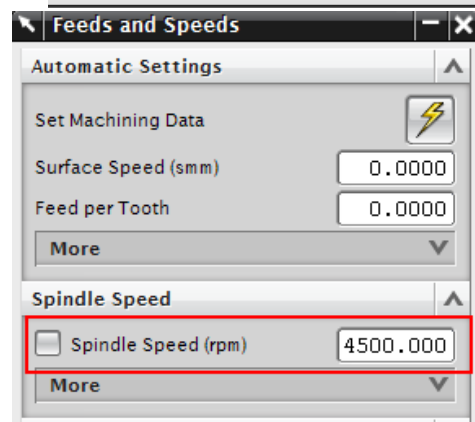 Feeds and Speeds
Automatic Settings
Set Machining Data
Surface Speed (smm) 0.0000
Feed per Tooth 0.0000
More
Spindle Speed
Spindle Speed (rpm) 4500.000
More